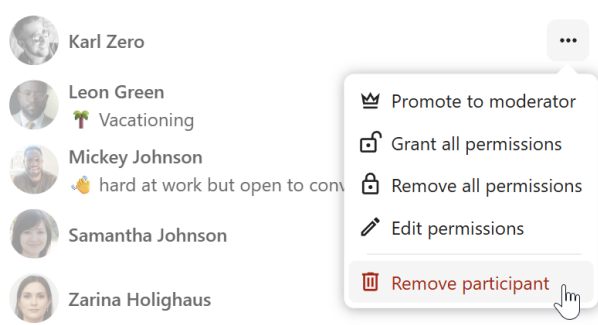 Karl Zero
Leon Green
🌴 Vacationing
Mickey Johnson
👋 hard at work but open to conv
Samantha Johnson
Zarina Holighaus
Promote to moderator
Grant all permissions
Remove all permissions
Edit permissions
Remove participant